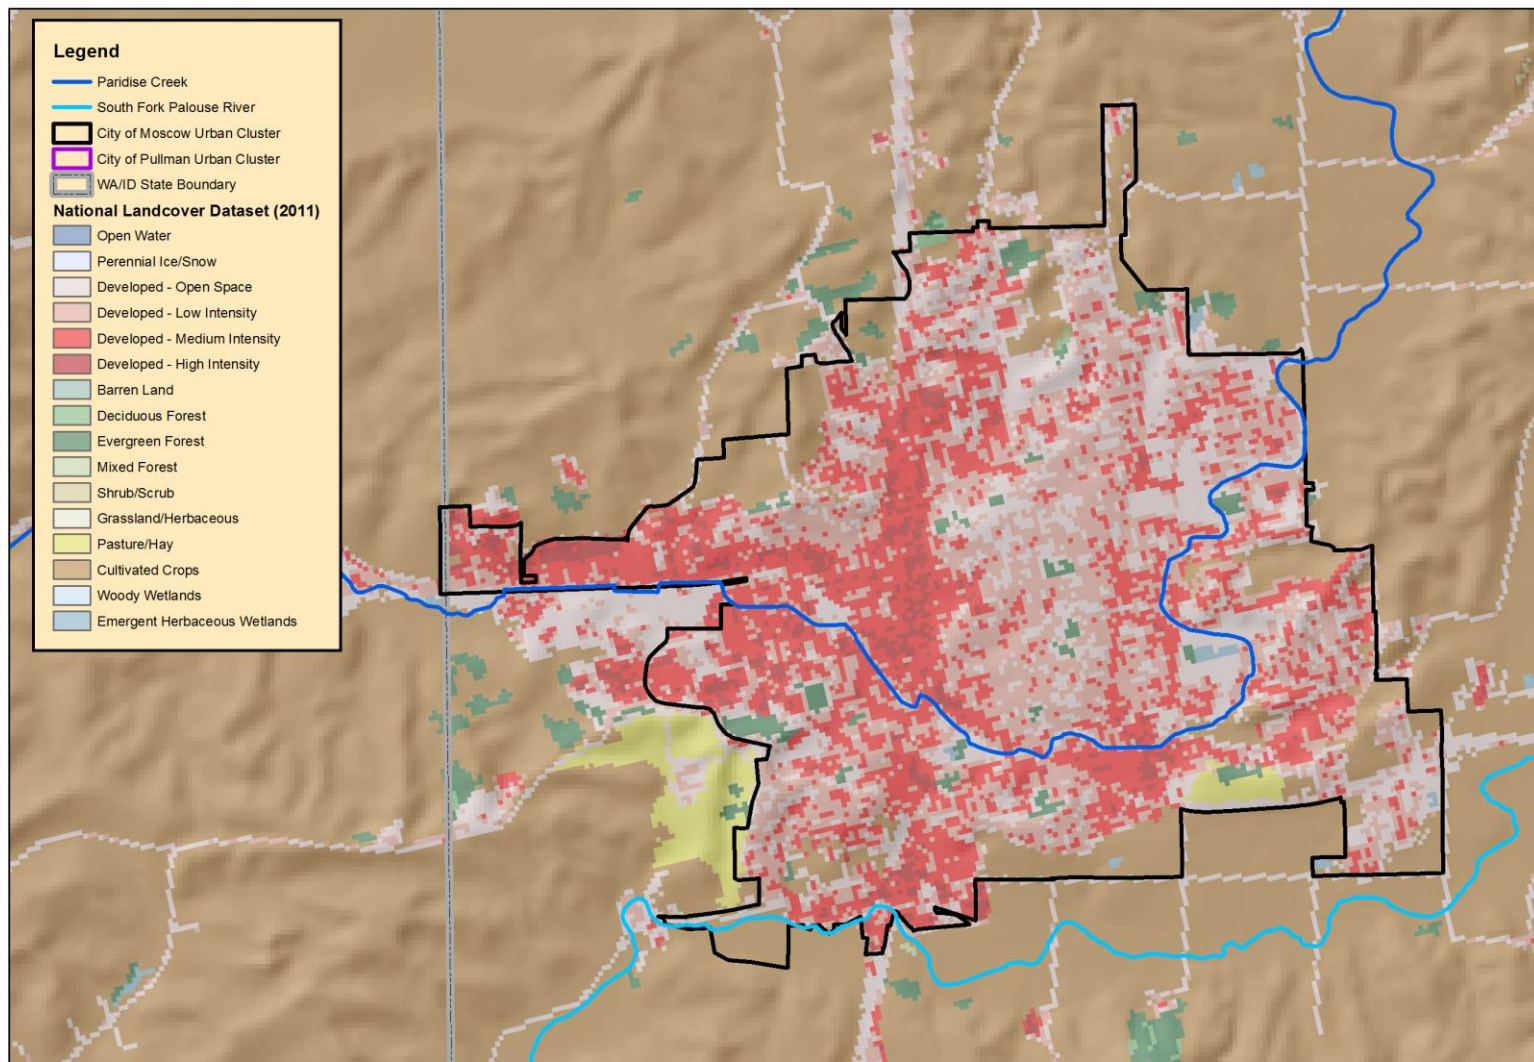 Legend
Paridise Creek
South Fork Palouse River
City of Moscow Urban Cluster
City of Pullman Urban Cluster
WA/ID State Boundary
National Landcover Dataset (2011)
Open Water
Perennial Ice/Snow
Developed - Open Space
Developed - Low Intensity
Developed - Medium Intensity
Developed - High Intensity
Barren Land
Deciduous Forest
Evergreen Forest
Mixed Forest
Shrub/Scrub
Grassland/Herbaceous
Pasture/Hay
Cultivated Crops
Woody Wetlands
Emergent Herbaceous Wetlands